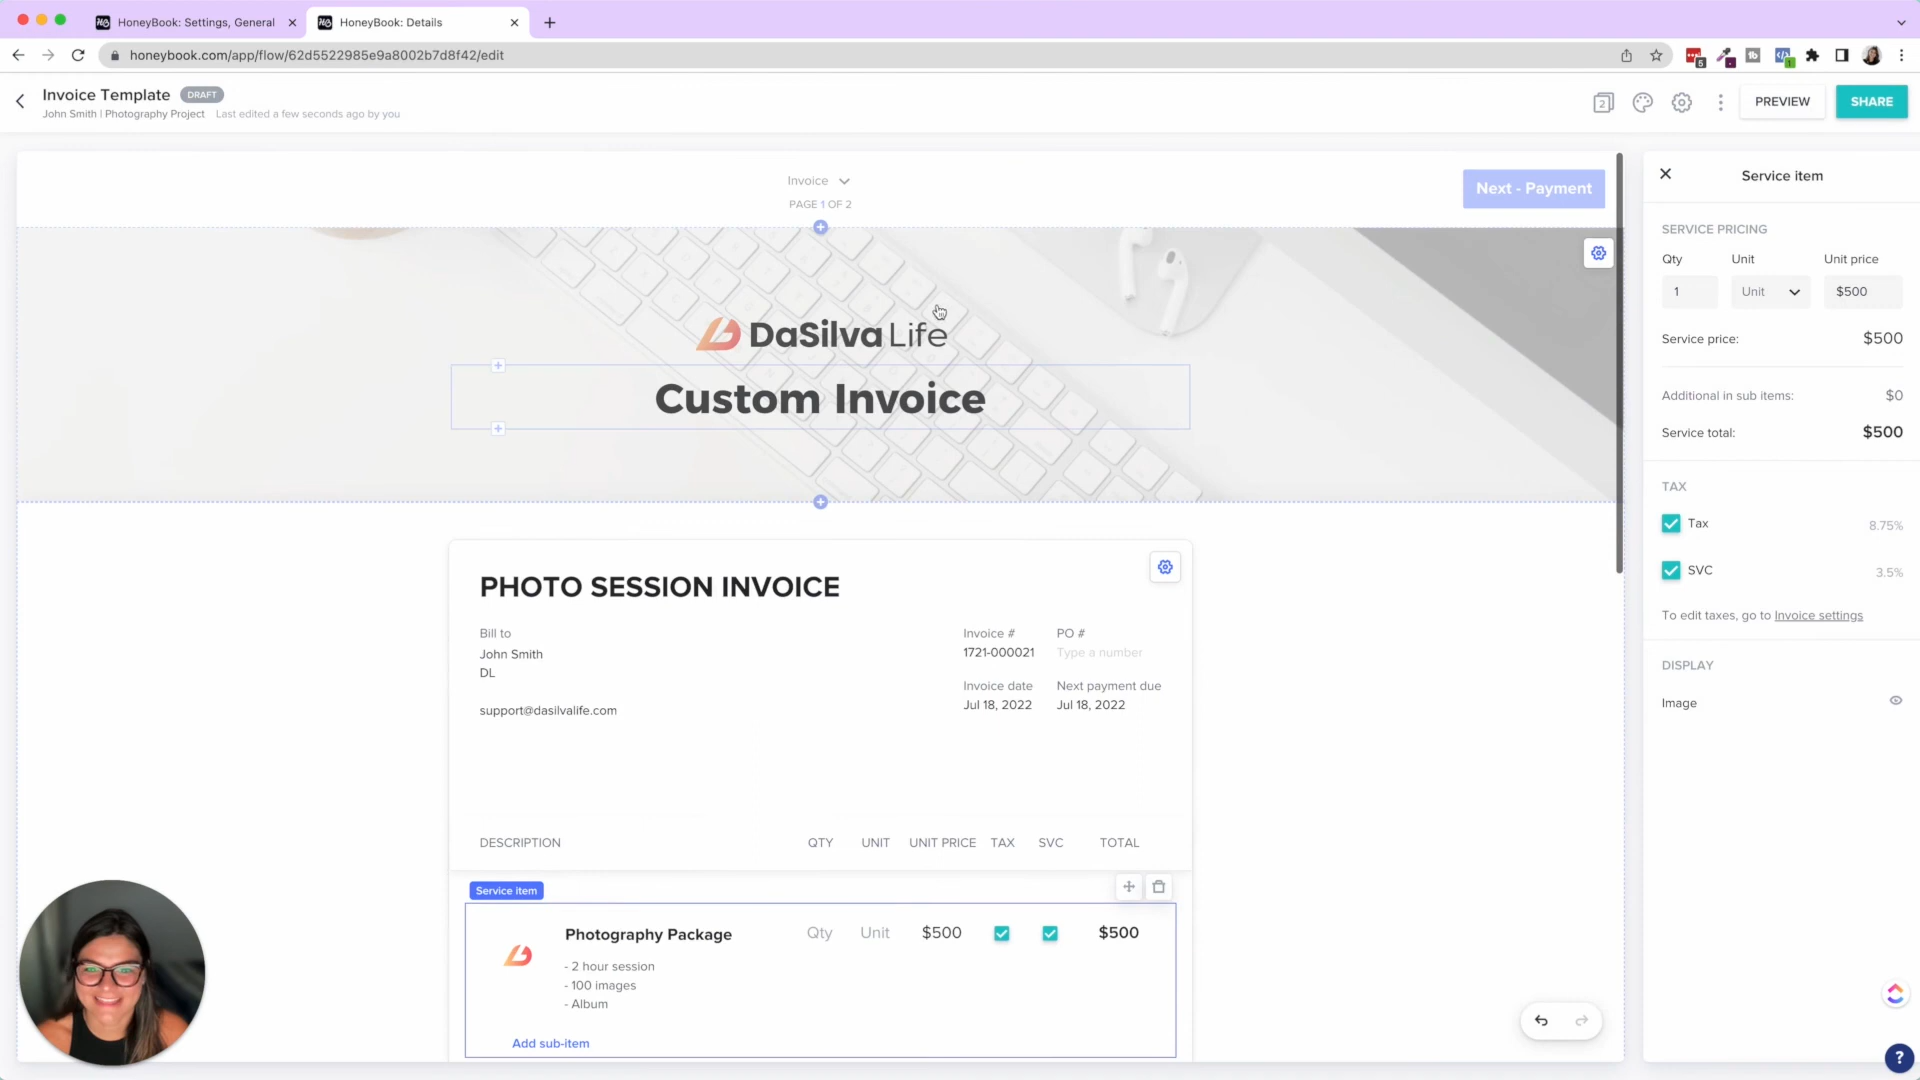 HoneyBook: Settings, General
HoneyBook: Details
honeybook.com/app/flow/62d5522985e9a8002b7d8f42/edit
5
1
Invoice Template DRAFT
John Smith | Photography Project Last edited a few seconds ago by you
2
PREVIEW
SHARE
Invoice
PAGE 1 OF 2
Next - Payment
DaSilva Life
Custom Invoice
PHOTO SESSION INVOICE
Bill to
John Smith
DL
support@dasilvalife.com
Invoice # PO #
1721-000021 Type a number
Invoice date Next payment due
Jul 18, 2022 Jul 18, 2022
DESCRIPTION QTY UNIT UNIT PRICE TAX SVC TOTAL
Service item
Photography Package Qty Unit $500 $500
- 2 hour session
- 100 images
- Album
Add sub-item
Service item
SERVICE PRICING
Qty Unit Unit price
1 Unit $500
Service price: $500
Additional in sub items: $0
Service total: $500
TAX
Tax 8.75%
SVC 3.5%
To edit taxes, go to Invoice settings
DISPLAY
Image
?